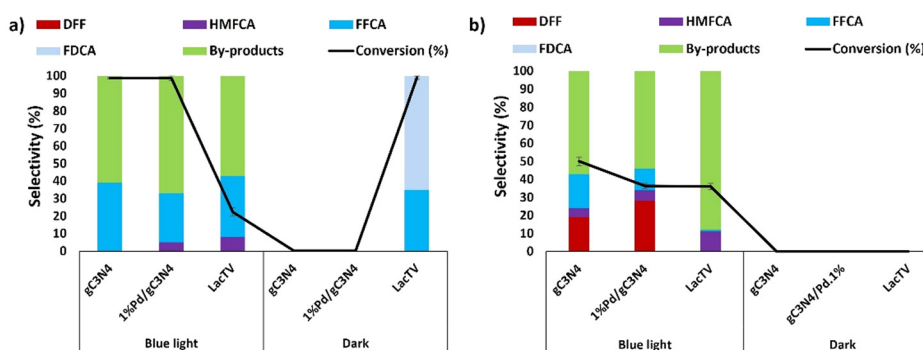 a)
DFF HMFCA FFCA
FDCA By-products Conversion (%)
Selectivity (%)
100
90
80
70
60
50
40
30
20
10
0
gC3N4 1%Pd/gC3N4 LacTV gC3N4 1%Pd/gC3N4 LacTV
Blue light Dark
b)
DFF HMFCA FFCA
FDCA By-products Conversion (%)
Selectivity (%)
100
90
80
70
60
50
40
30
20
10
0
gC3N4 1%Pd/gC3N4 LacTV gC3N4 gC3N4/Pd.1% LacTV
Blue light Dark